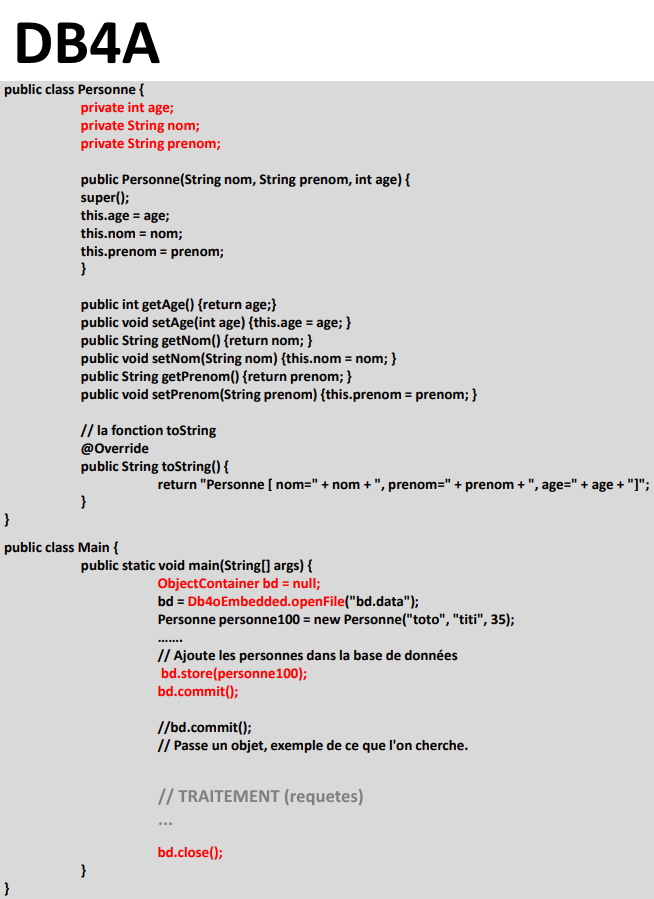 DB4A
public class Personne {
private int age;
private String nom;
private String prenom;
public Personne(String nom, String prenom, int age) {
super();
this.age = age;
this.nom = nom;
this.prenom = prenom;
}
public int getAge() {return age;}
public void setAge(int age) {this.age = age; }
public String getNom() {return nom; }
public void setNom(String nom) {this.nom = nom; }
public String getPrenom() {return prenom; }
public void setPrenom(String prenom) {this.prenom = prenom; }
// la fonction toString
@Override
public String toString() {
return "Personne [ nom=" + nom + ", prenom=" + prenom + ", age=" + age + "]";
}
}
public class Main {
public static void main(String[] args) {
ObjectContainer bd = null;
bd = Db4oEmbedded.openFile("bd.data");
Personne personne100 = new Personne("toto", "titi", 35);
.......
// Ajoute les personnes dans la base de données
bd.store(personne100);
bd.commit();
//bd.commit();
// Passe un objet, exemple de ce que l'on cherche.
// TRAITEMENT (requetes)
...
bd.close();
}
}